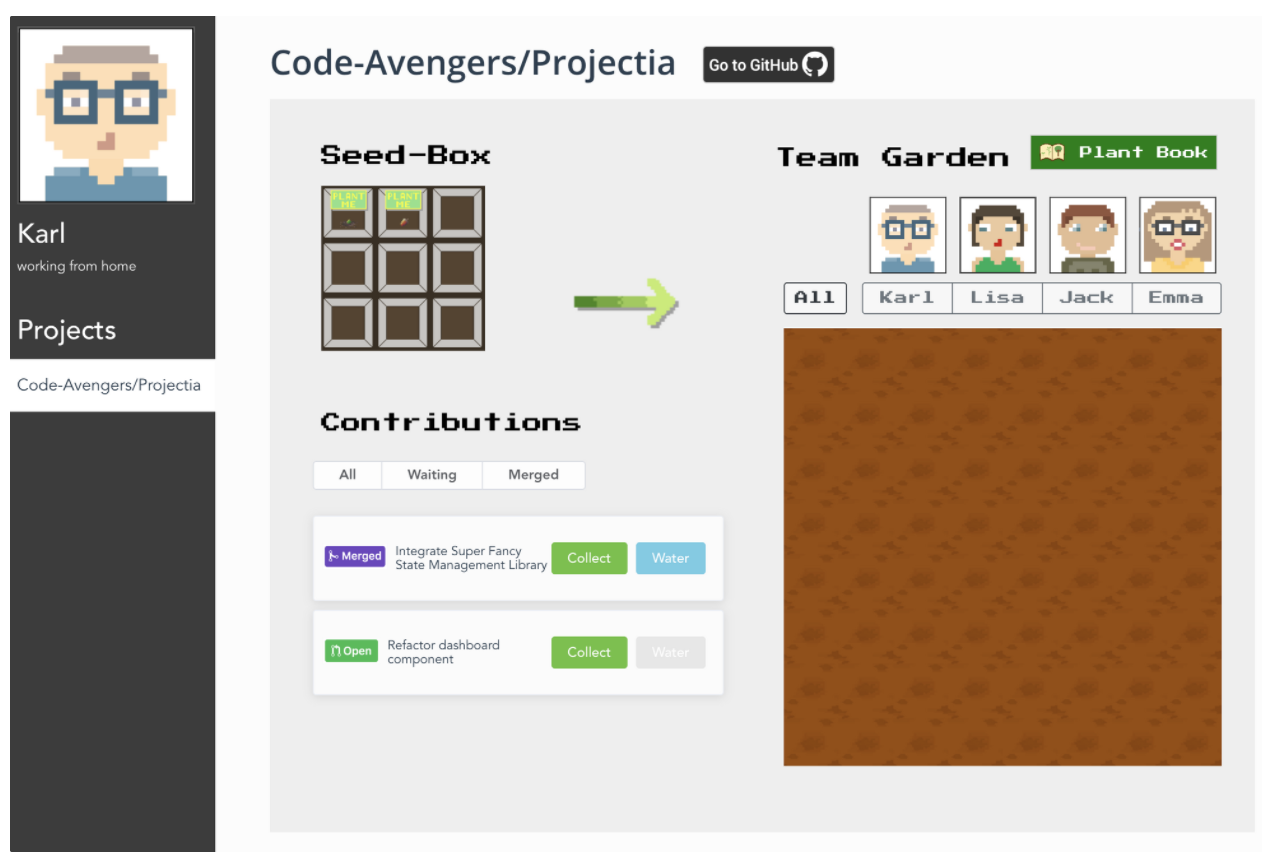 Karl
working from home
Projects
Code-Avengers/Projectia
Code-Avengers/Projectia
Go to GitHub
Seed-Box
PLANT
ME
PLANT
ME
Contributions
All Waiting Merged
Merged
Integrate Super Fancy
State Management Library
Collect Water
Open
Refactor dashboard
component
Collect Water
Team Garden
Plant Book
All Karl Lisa Jack Emma